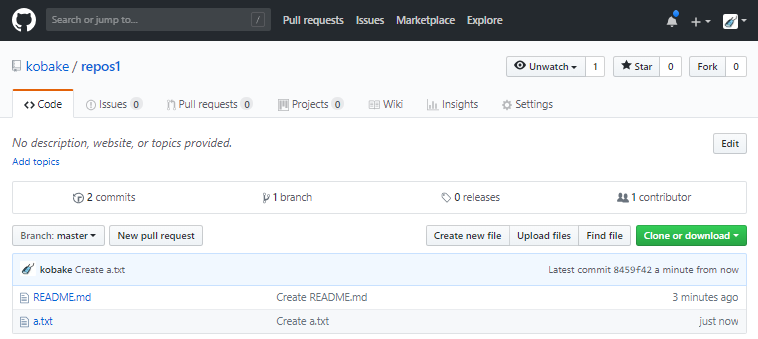 Search or jump to... / Pull requests Issues Marketplace Explore
kobake / repos1 Unwatch 1 Star 0 Fork 0
Code Issues 0 Pull requests 0 Projects 0 Wiki Insights Settings
No description, website, or topics provided. Edit
Add topics
2 commits 1 branch 0 releases 1 contributor
Branch: master New pull request Create new file Upload files Find file Clone or download
kobake Create a.txt Latest commit 8459f42 a minute from now
README.md Create README.md 3 minutes ago
a.txt Create a.txt just now